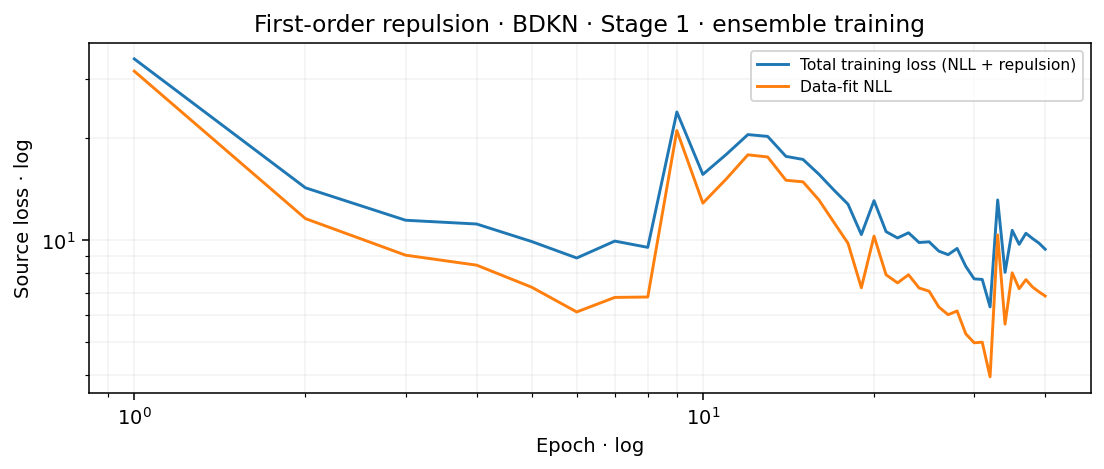 First-order repulsion · BDKN · Stage 1 · ensemble training
Total training loss (NLL + repulsion)
Data-fit NLL
Source loss · log
10¹
10⁰
10¹
Epoch · log